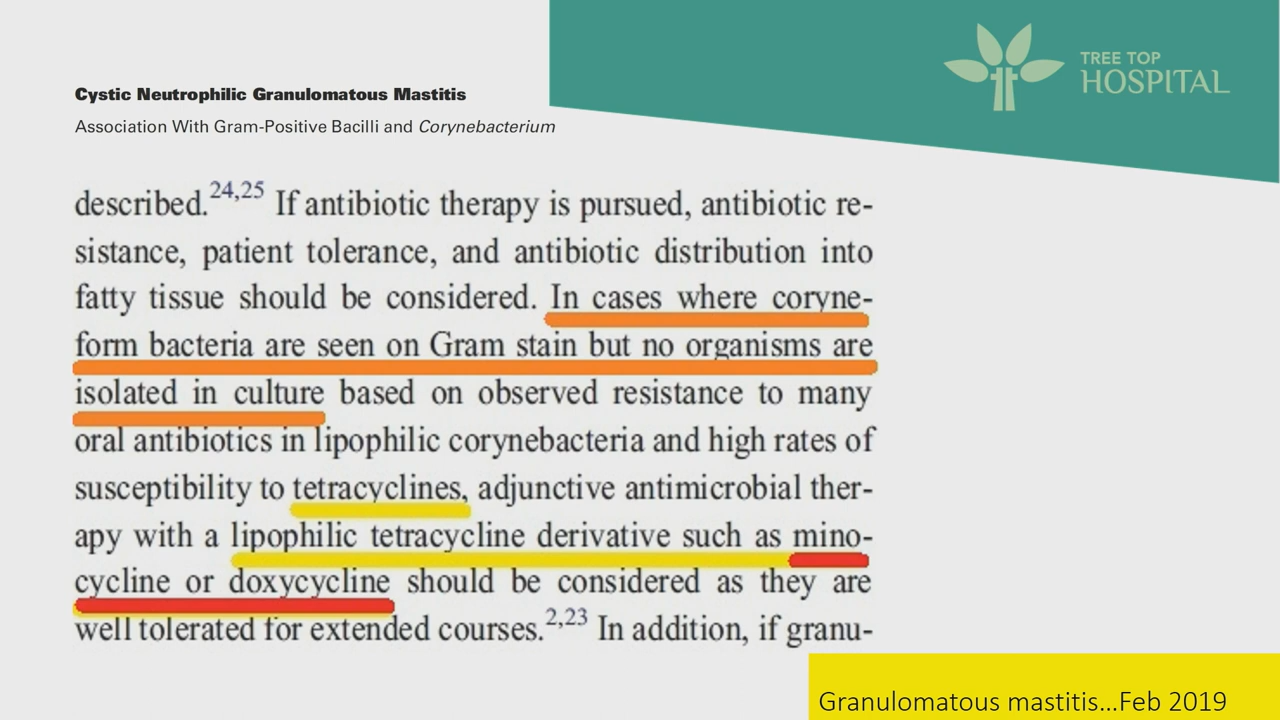 TREE TOP
HOSPITAL
Cystic Neutrophilic Granulomatous Mastitis
Association With Gram-Positive Bacilli and Corynebacterium
described.24,25 If antibiotic therapy is pursued, antibiotic re-
sistance, patient tolerance, and antibiotic distribution into
fatty tissue should be considered. In cases where coryne-
form bacteria are seen on Gram stain but no organisms are
isolated in culture based on observed resistance to many
oral antibiotics in lipophilic corynebacteria and high rates of
susceptibility to tetracyclines, adjunctive antimicrobial ther-
apy with a lipophilic tetracycline derivative such as mino-
cycline or doxycycline should be considered as they are
well tolerated for extended courses.2,23 In addition, if granu-
Granulomatous mastitis...Feb 2019